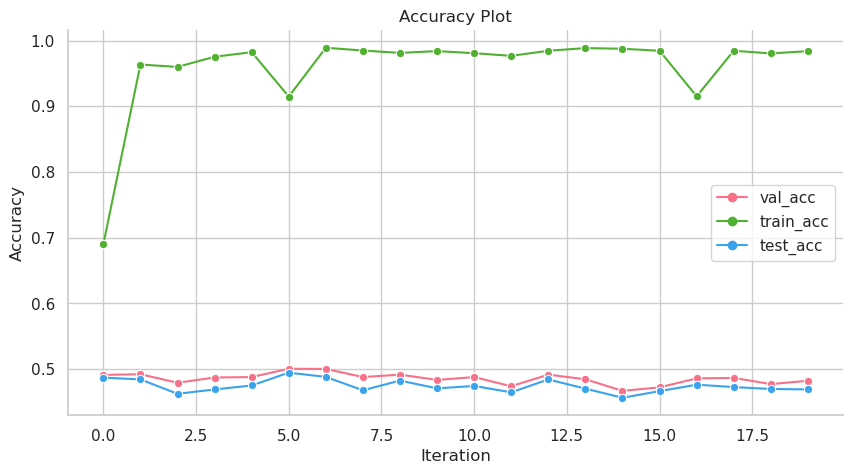 Accuracy Plot
Accuracy
1.0
0.9
0.8
0.7
0.6
0.5
val_acc
train_acc
test_acc
0.0 2.5 5.0 7.5 10.0 12.5 15.0 17.5
Iteration